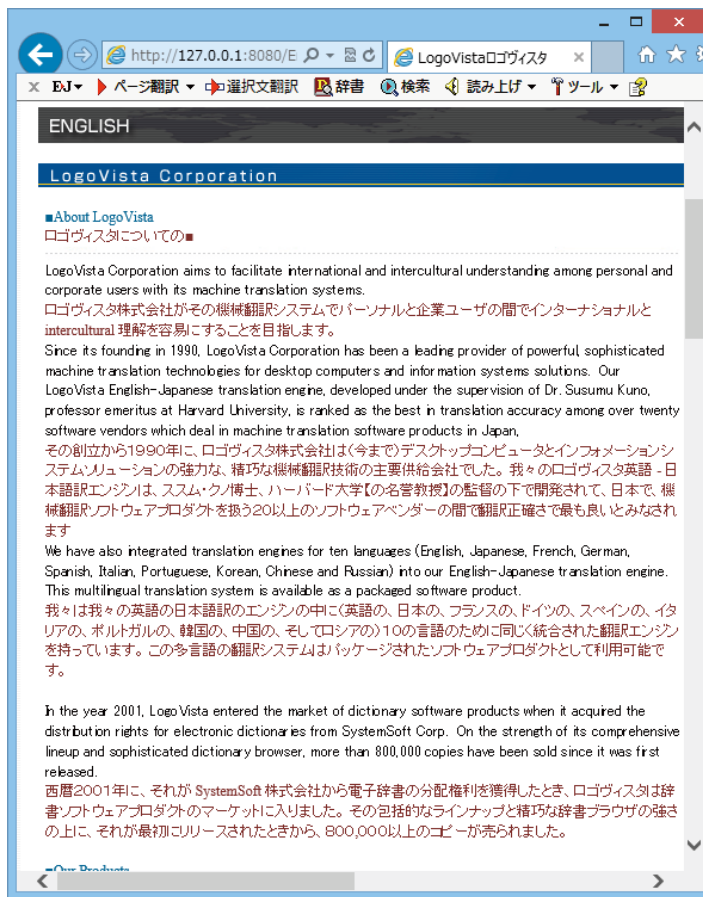 http://127.0.0.1:8080/E
LogoVistaロゴヴィスタ
EsJ ページ翻訳 選択文翻訳 辞書 検索 読み上げ ツール
ENGLISH
LogoVista Corporation
■About LogoVista
ロゴヴィスタについての■
LogoVista Corporation aims to facilitate international and intercultural understanding among personal and
corporate users with its machine translation systems.
ロゴヴィスタ株式会社がその機械翻訳システムでパーソナルと企業ユーザの間でインターナショナルと
intercultural 理解を容易にすることを目指します。
Since its founding in 1990, LogoVista Corporation has been a leading provider of powerful, sophisticated
machine translation technologies for desktop computers and information systems solutions. Our
LogoVista English-Japanese translation engine, developed under the supervision of Dr. Susumu Kuno,
professor emeritus at Harvard University, is ranked as the best in translation accuracy among over twenty
software vendors which deal in machine translation software products in Japan,
その創立から1990年に、ロゴヴィスタ株式会社は(今まで)デスクトップコンピュータとインフォメーションシ
ステムソリューションの強力な、精巧な機械翻訳技術の主要供給会社でした。我々のロゴヴィスタ英語 - 日
本語訳エンジンは、ススム・クノ博士、ハーバード大学【の名誉教授】の監督の下で開発されて、日本で、機
械翻訳ソフトウェアプロダクトを扱う20以上のソフトウェアベンダーの間で翻訳正確さで最も良いとみなされ
ます
We have also integrated translation engines for ten languages (English, Japanese, French, German,
Spanish, Italian, Portuguese, Korean, Chinese and Russian) into our English-Japanese translation engine.
This multilingual translation system is available as a packaged software product.
我々は我々の英語の日本語訳のエンジンの中に(英語の、日本の、フランスの、ドイツの、スペインの、イタ
リアの、ポルトガルの、韓国の、中国の、そしてロシアの)10の言語のために同じく統合された翻訳エンジン
を持っています。この多言語の翻訳システムはパッケージされたソフトウェアプロダクトとして利用可能で
す。
In the year 2001, LogoVista entered the market of dictionary software products when it acquired the
distribution rights for electronic dictionaries from SystemSoft Corp. On the strength of its comprehensive
lineup and sophisticated dictionary browser, more than 800,000 copies have been sold since it was first
released.
西暦2001年に、それが SystemSoft 株式会社から電子辞書の分配権利を獲得したとき、ロゴヴィスタは辞
書ソフトウェアプロダクトのマーケットに入りました。その包括的なラインナップと精巧な辞書ブラウザの強さ
の上に、それが最初にリリースされたときから、800,000以上のコピーが売られました。
■Our Products